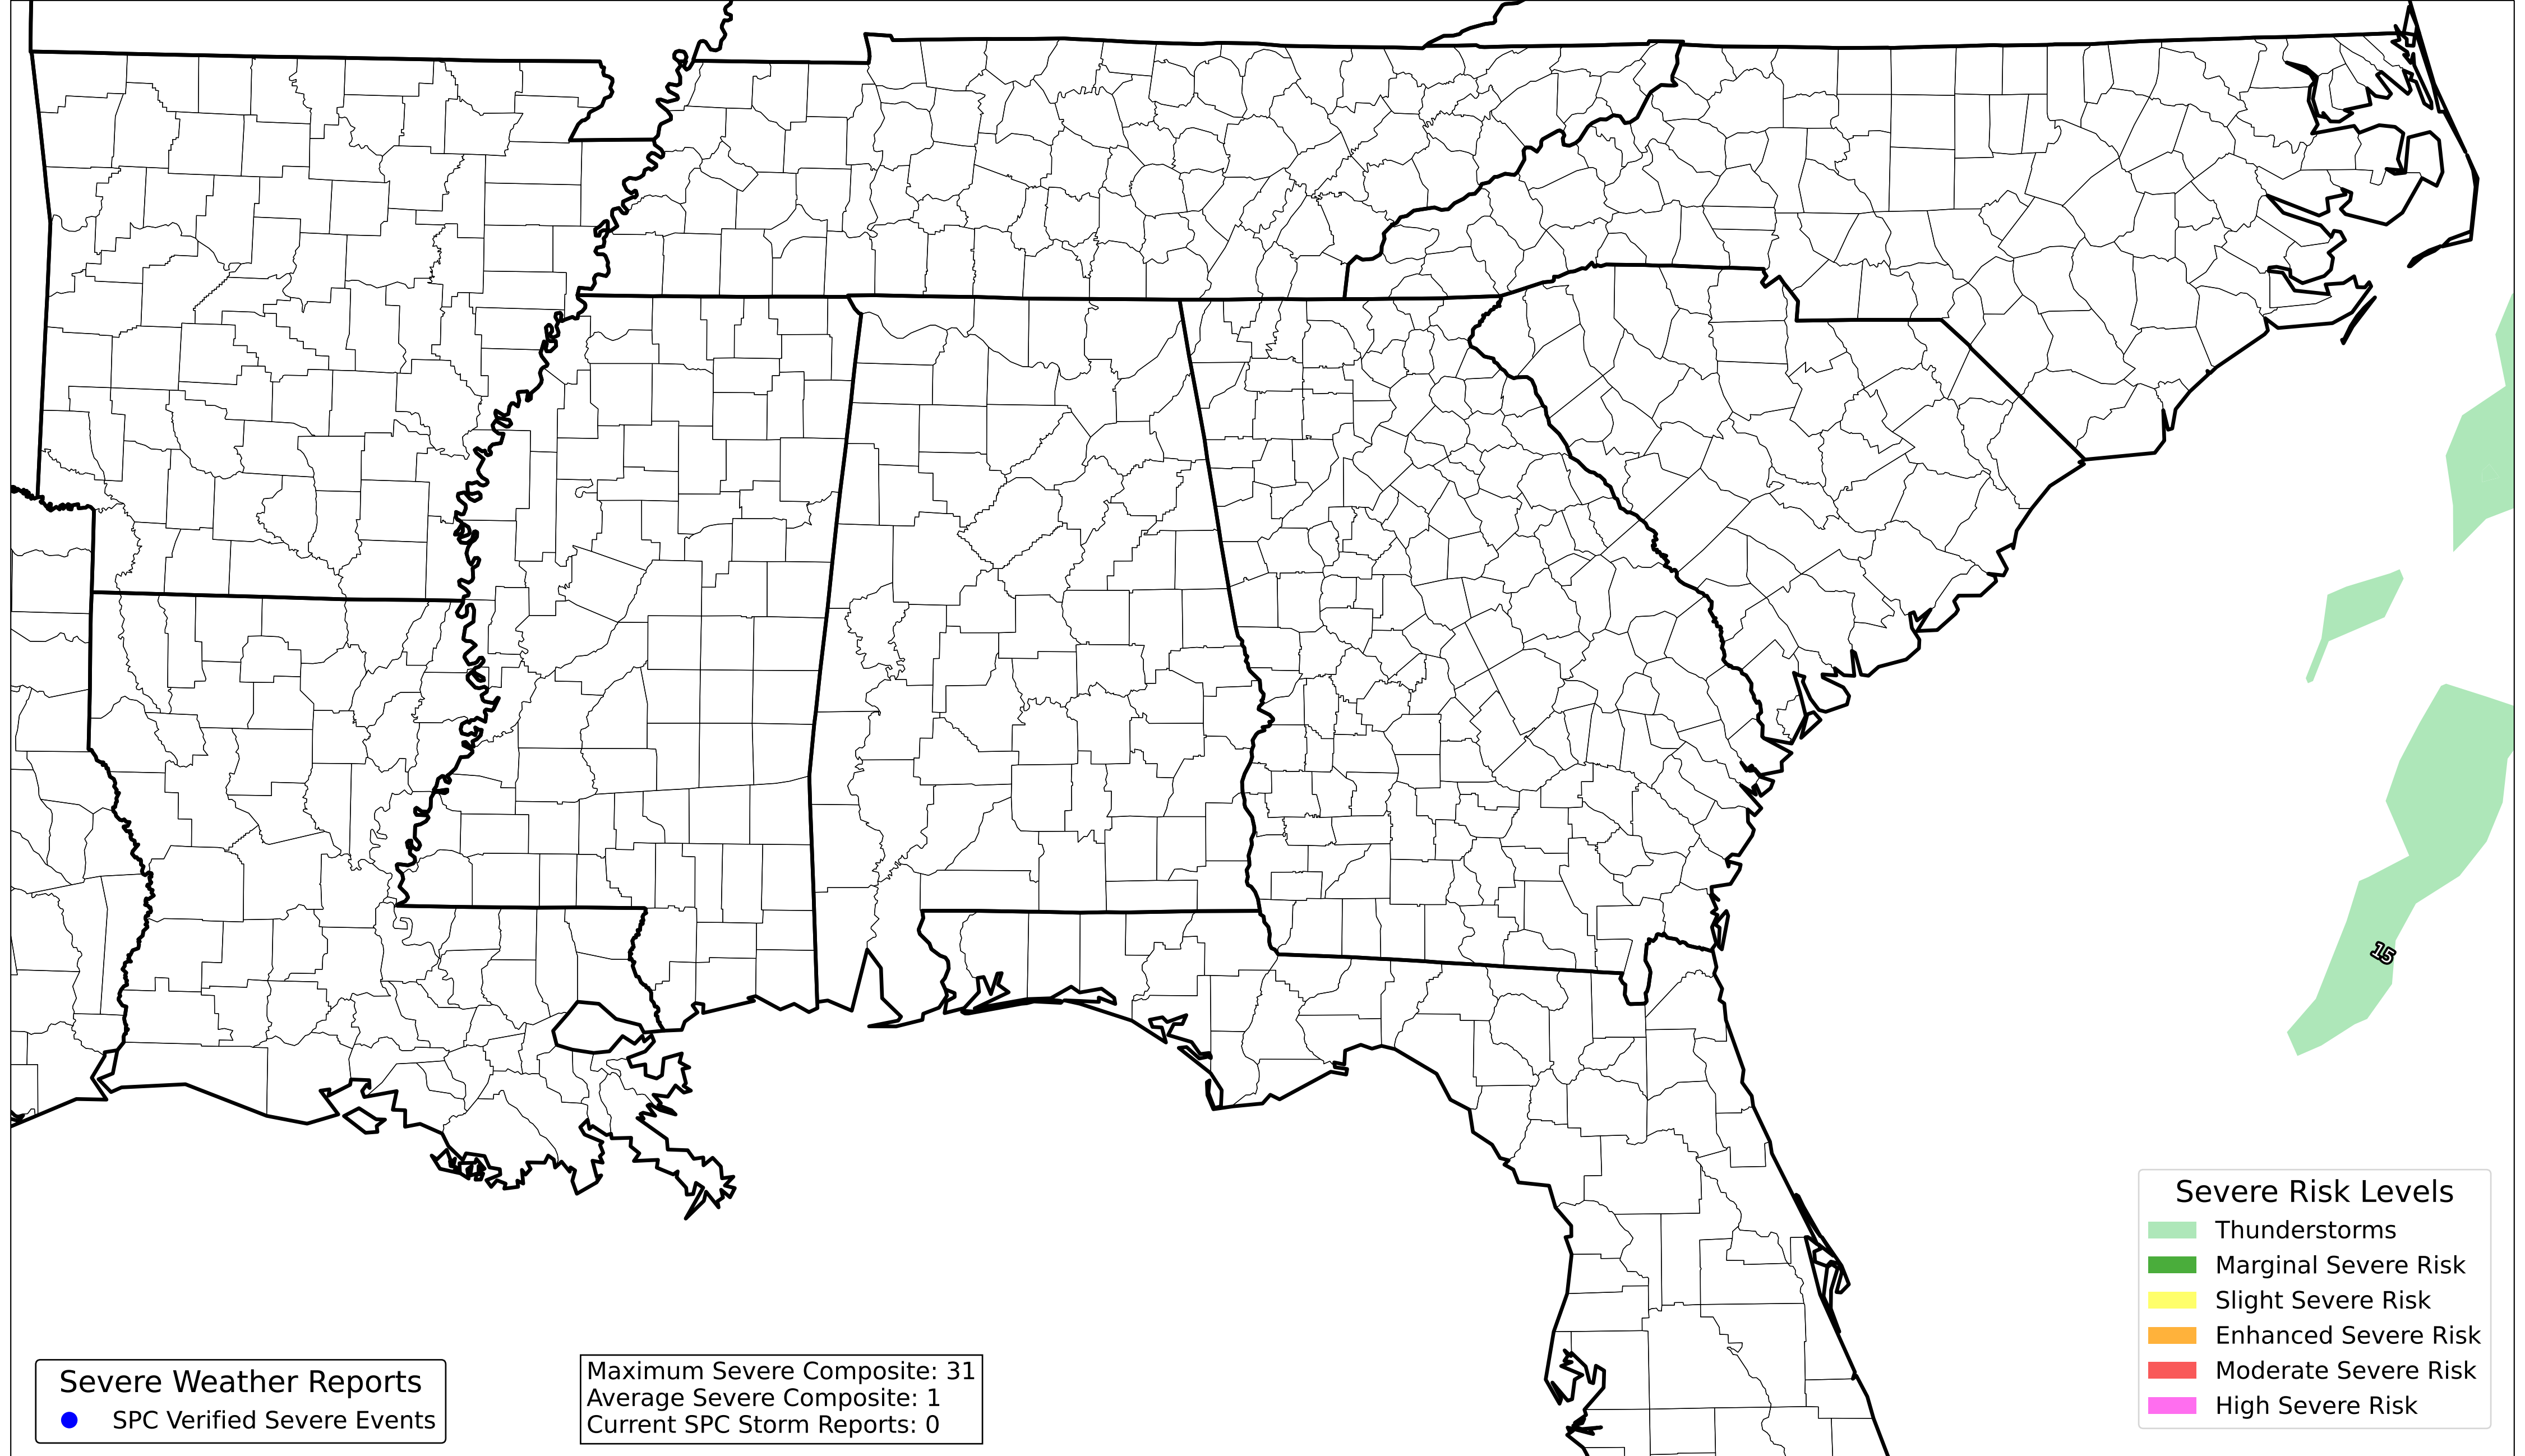 15
Severe Risk Levels
Thunderstorms
Marginal Severe Risk
Slight Severe Risk
Enhanced Severe Risk
Moderate Severe Risk
High Severe Risk
Severe Weather Reports
SPC Verified Severe Events
Maximum Severe Composite: 31
Average Severe Composite: 1
Current SPC Storm Reports: 0